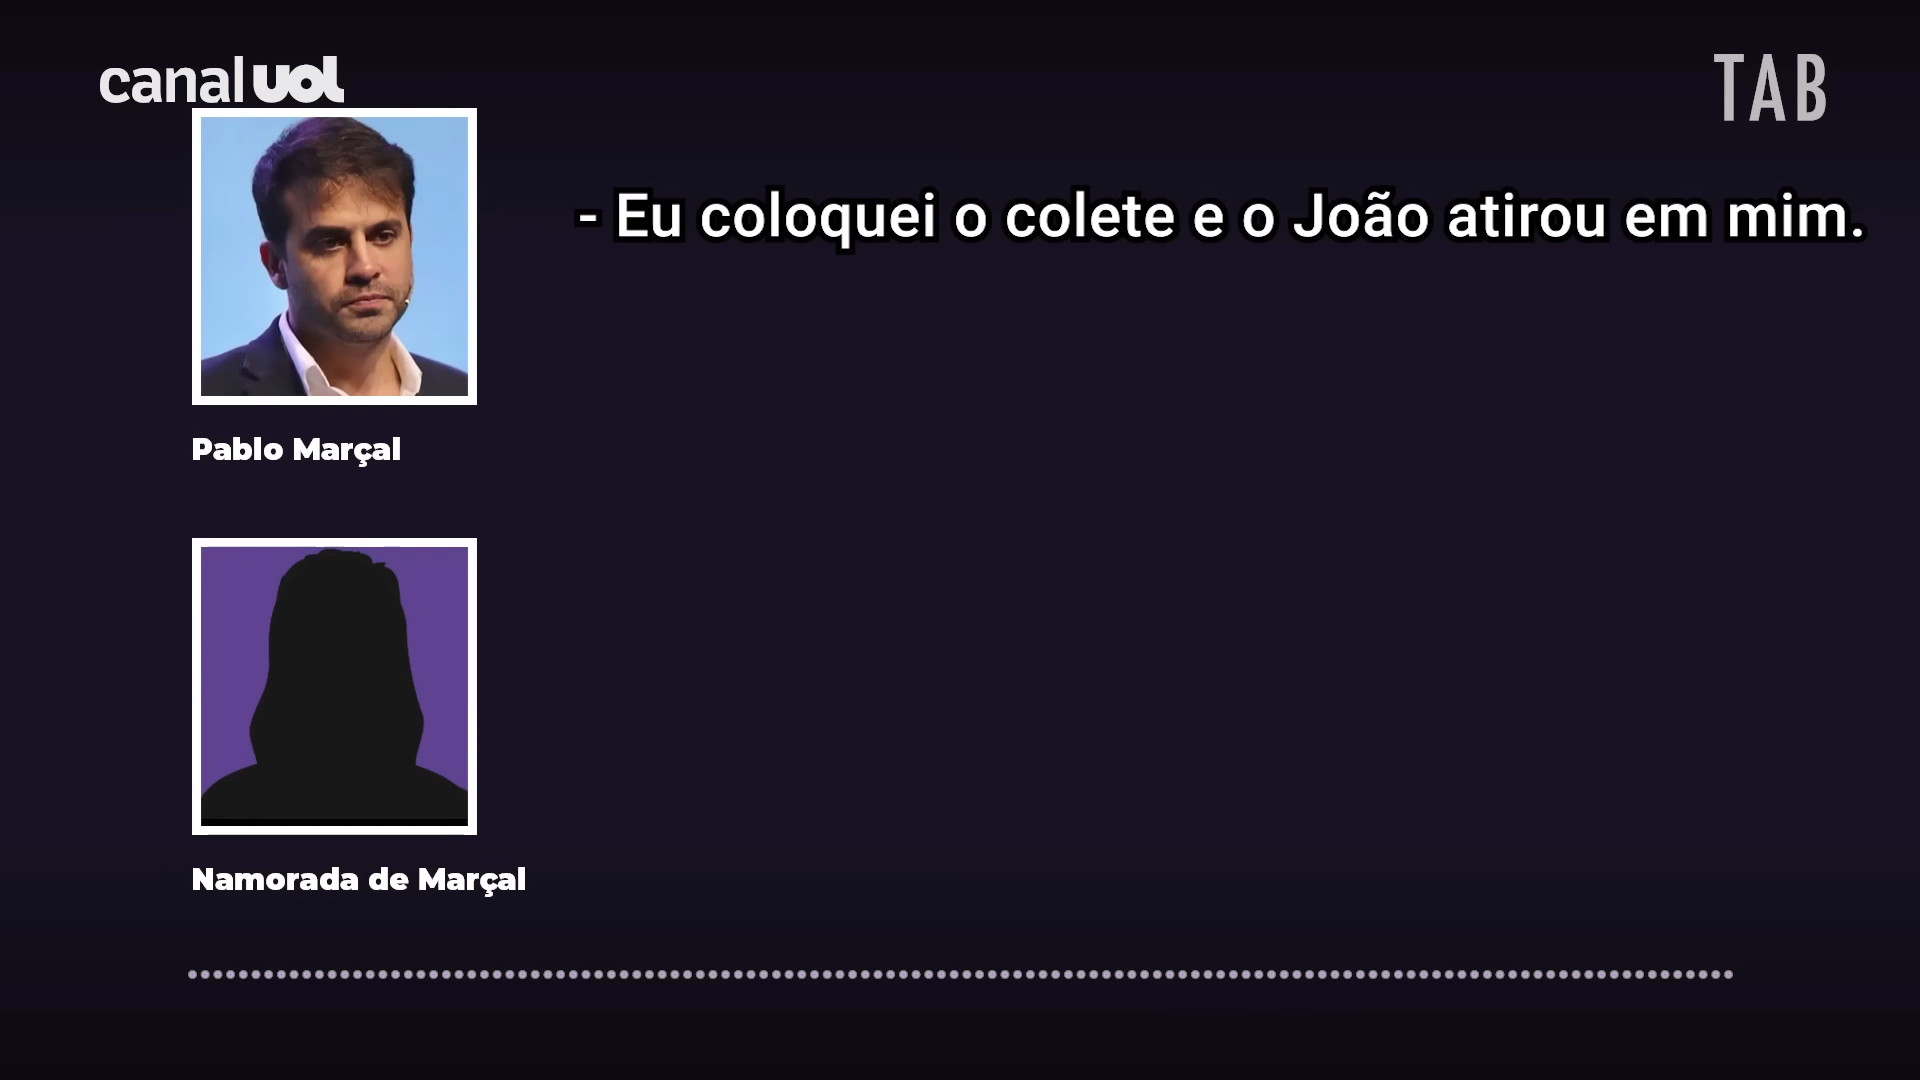 canal uol
TAB
- Eu coloquei o colete e o João atirou em mim.
Pablo Marçal
Namorada de Marçal